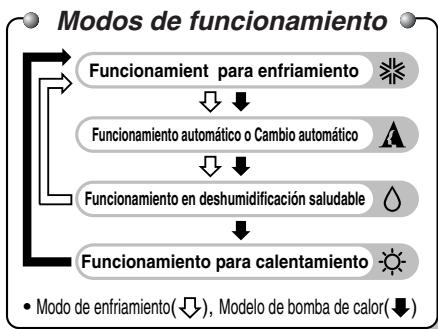 Modos de funcionamiento
Funcionamient para enfriamiento
Funcionamiento automático o Cambio automático
Funcionamiento en deshumidificación saludable
Funcionamiento para calentamiento
• Modo de enfriamiento(⇩), Modelo de bomba de calor(⬇)